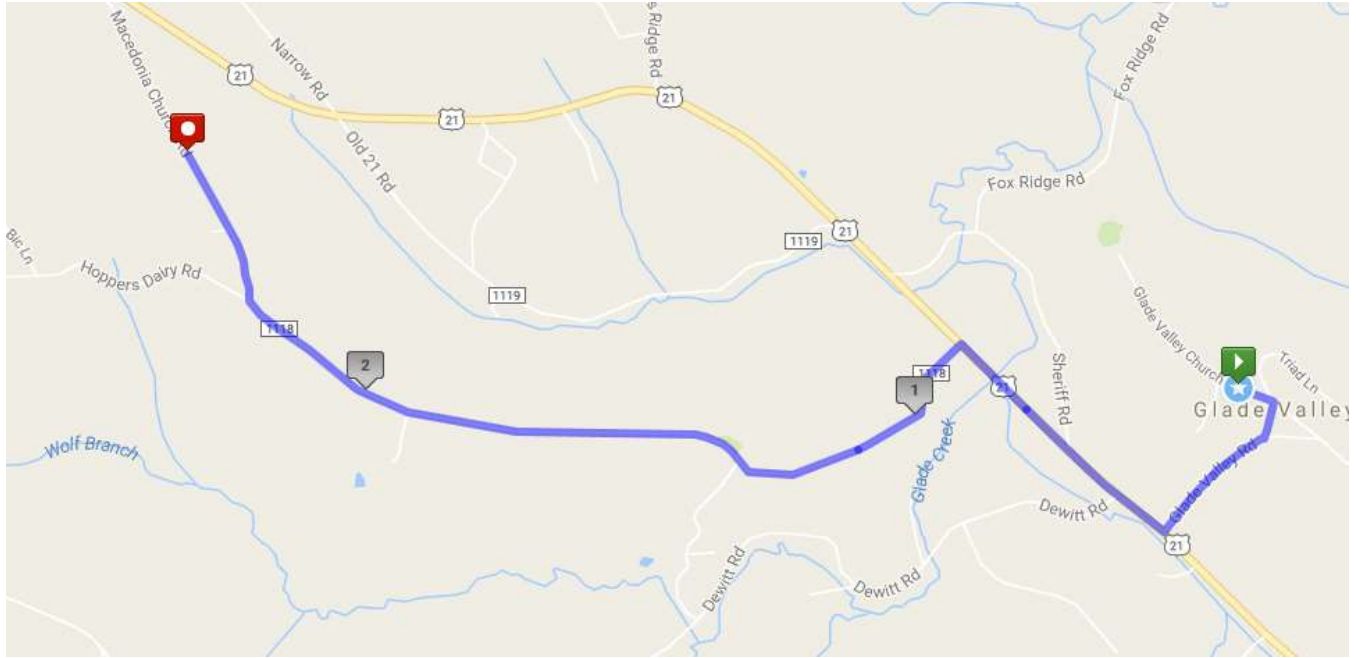 Macedonia Church Rd
21
Narrow Rd
21
s Ridge Rd
21
Fox Ridge Rd
Old 21 Rd
Fox Ridge Rd
Bic Ln
Hoppers Dairy Rd
1119
21
1119
1118
2
1118
1
21
Sheriff Rd
Glade Valley Church
Triad Ln
Glade Valley
Wolf Branch
Glade Creek
Glade Valley Rd
Dewitt Rd
21
Dewitt Rd
Dewitt Rd